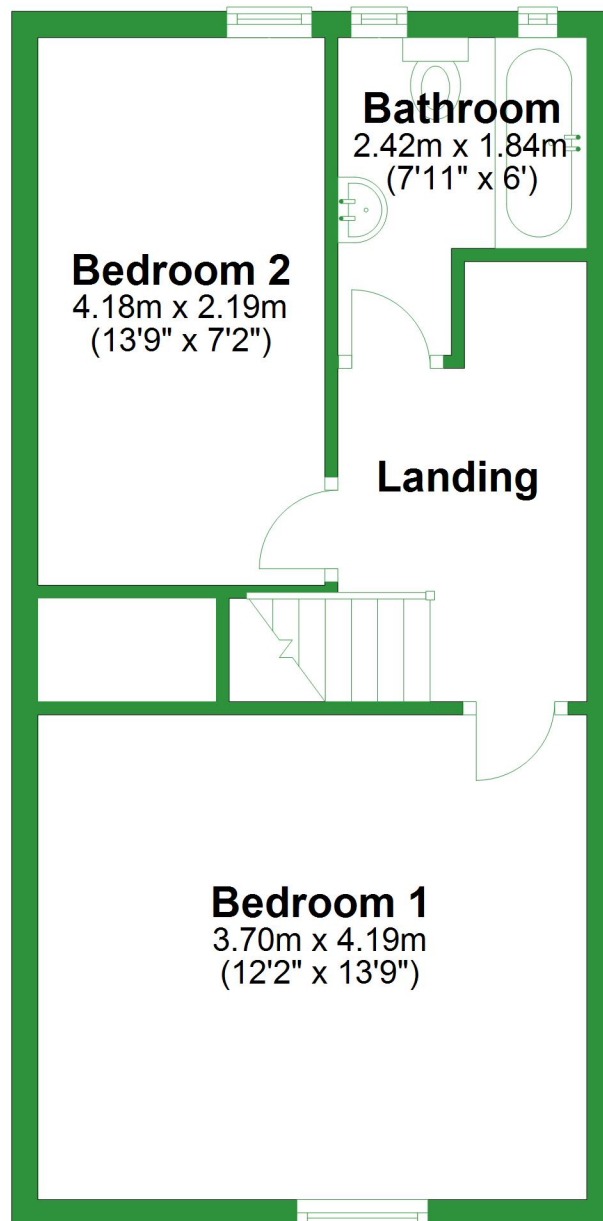 Bathroom
2.42m x 1.84m
(7'11" x 6')
Bedroom 2
4.18m x 2.19m
(13'9" x 7'2")
Landing
Bedroom 1
3.70m x 4.19m
(12'2" x 13'9")